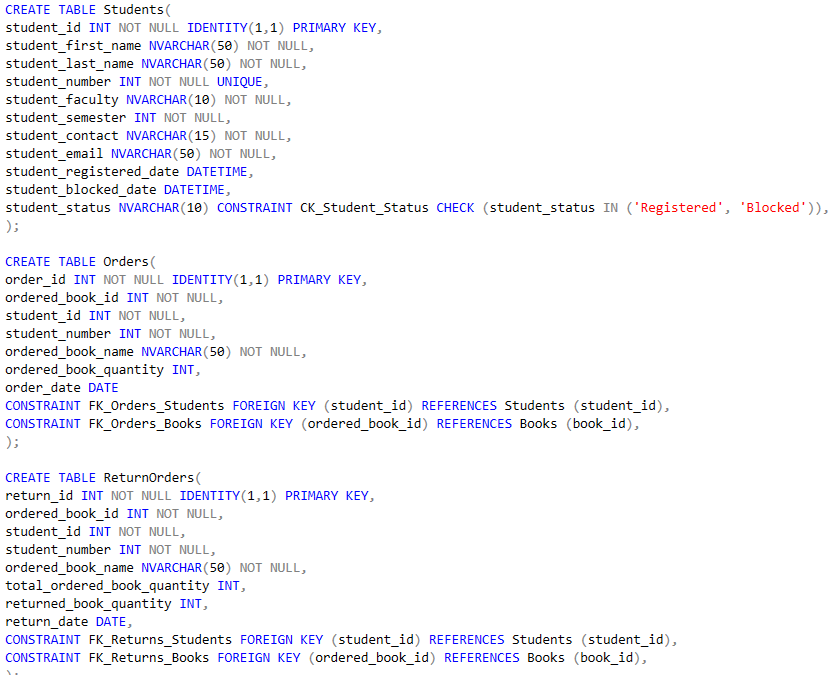 CREATE TABLE Students(
student_id INT NOT NULL IDENTITY(1,1) PRIMARY KEY,
student_first_name NVARCHAR(50) NOT NULL,
student_last_name NVARCHAR(50) NOT NULL,
student_number INT NOT NULL UNIQUE,
student_faculty NVARCHAR(10) NOT NULL,
student_semester INT NOT NULL,
student_contact NVARCHAR(15) NOT NULL,
student_email NVARCHAR(50) NOT NULL,
student_registered_date DATETIME,
student_blocked_date DATETIME,
student_status NVARCHAR(10) CONSTRAINT CK_Student_Status CHECK (student_status IN ('Registered', 'Blocked')),
);
CREATE TABLE Orders(
order_id INT NOT NULL IDENTITY(1,1) PRIMARY KEY,
ordered_book_id INT NOT NULL,
student_id INT NOT NULL,
student_number INT NOT NULL,
ordered_book_name NVARCHAR(50) NOT NULL,
ordered_book_quantity INT,
order_date DATE
CONSTRAINT FK_Orders_Students FOREIGN KEY (student_id) REFERENCES Students (student_id),
CONSTRAINT FK_Orders_Books FOREIGN KEY (ordered_book_id) REFERENCES Books (book_id),
);
CREATE TABLE ReturnOrders(
return_id INT NOT NULL IDENTITY(1,1) PRIMARY KEY,
ordered_book_id INT NOT NULL,
student_id INT NOT NULL,
student_number INT NOT NULL,
ordered_book_name NVARCHAR(50) NOT NULL,
total_ordered_book_quantity INT,
returned_book_quantity INT,
return_date DATE,
CONSTRAINT FK_Returns_Students FOREIGN KEY (student_id) REFERENCES Students (student_id),
CONSTRAINT FK_Returns_Books FOREIGN KEY (ordered_book_id) REFERENCES Books (book_id),
);